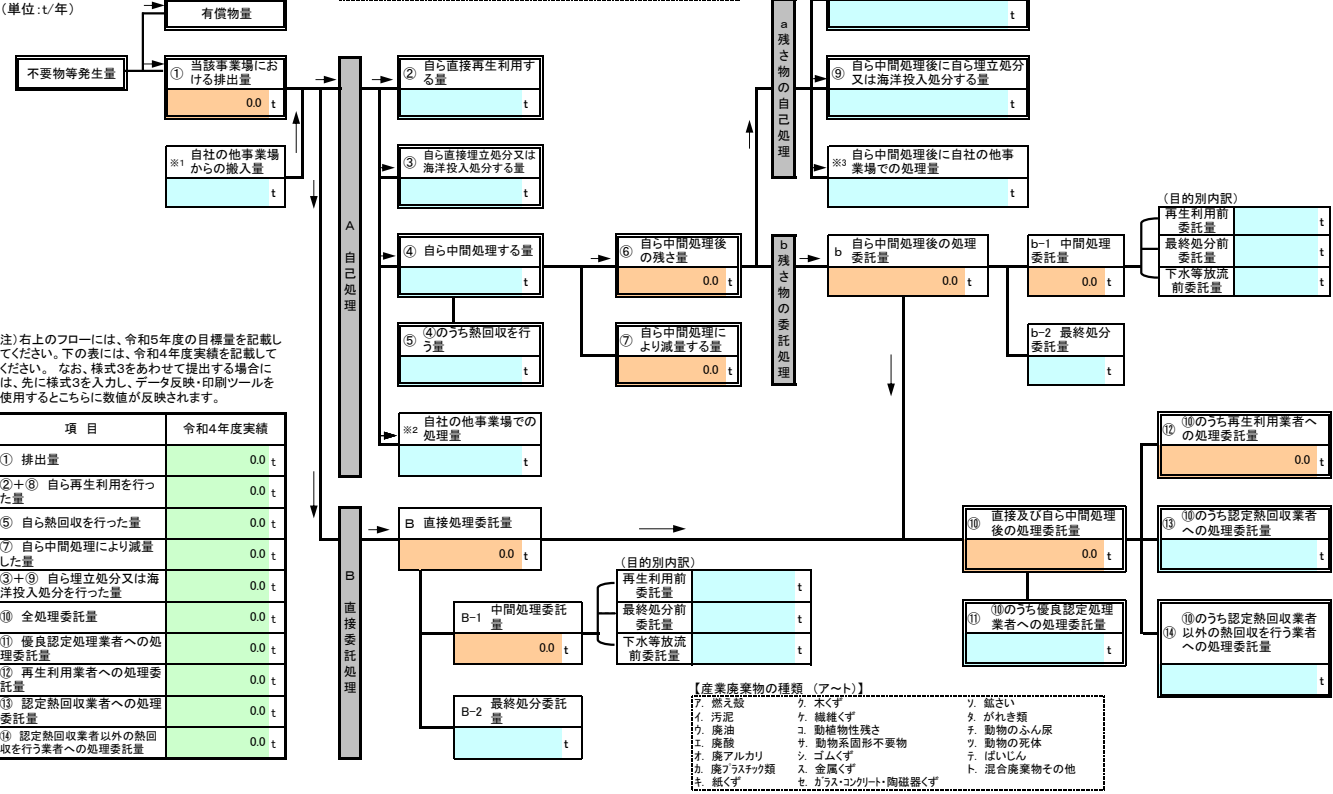 (単位:t/年)
有償物量
不要物等発生量
① 当該事業場にお
ける排出量
0.0 t
※1 自社の他事業場
からの搬入量
t
A 自己処理
② 自ら直接再生利用す
る量
t
③ 自ら直接埋立処分又は
海洋投入処分する量
t
④ 自ら中間処理する量
t
⑤ ④のうち熱回収を行
う量
t
※2 自社の他事業場での
処理量
t
⑥ 自ら中間処理後
の残さ量
0.0 t
⑦ 自ら中間処理に
より減量する量
0.0 t
a 残さ物の自己処理
t
⑨ 自ら中間処理後に自ら埋立処分
又は海洋投入処分する量
t
※3 自ら中間処理後に自社の他事
業場での処理量
t
b 残さ物の委託処理
b 自ら中間処理後の処理
委託量
0.0 t
b-1 中間処理
委託量
0.0 t
b-2 最終処分
委託量
t
(目的別内訳)
再生利用前
委託量 t
最終処分前
委託量 t
下水等放流
前委託量 t
注)右上のフローには、令和5年度の目標量を記載し
てください。下の表には、令和4年度実績を記載して
ください。 なお、様式3をあわせて提出する場合に
は、先に様式3を入力し、データ反映・印刷ツールを
使用するとこちらに数値が反映されます。
項 目 令和4年度実績
① 排出量 0.0 t
②+⑧ 自ら再生利用を行っ
た量 0.0 t
⑤ 自ら熱回収を行った量 0.0 t
⑦ 自ら中間処理により減量
した量 0.0 t
③+⑨ 自ら埋立処分又は海
洋投入処分を行った量 0.0 t
⑩ 全処理委託量 0.0 t
⑪ 優良認定処理業者への処
理委託量 0.0 t
⑫ 再生利用業者への処理委
託量 0.0 t
⑬ 認定熱回収業者への処理
委託量 0.0 t
⑭ 認定熱回収業者以外の熱回
収を行う業者への処理委託量 0.0 t
B 直接委託処理
B 直接処理委託量
0.0 t
B-1 中間処理委託
量
0.0 t
B-2 最終処分委託
量
t
(目的別内訳)
再生利用前
委託量 t
最終処分前
委託量 t
下水等放流
前委託量 t
⑩ 直接及び自ら中間処理
後の処理委託量
0.0 t
⑪ ⑩のうち優良認定処理
業者への処理委託量
t
⑫ ⑩のうち再生利用業者へ
の処理委託量
0.0 t
⑬ ⑩のうち認定熱回収業者
への処理委託量
t
⑭ ⑩のうち認定熱回収業者
以外の熱回収を行う業者
への処理委託量
t
【産業廃棄物の種類 (ア~ト)】
ア. 燃え殻 ク. 木くず ソ. 鉱さい
イ. 汚泥 ケ. 繊維くず タ. がれき類
ウ. 廃油 コ. 動植物性残さ チ. 動物のふん尿
エ. 廃酸 サ. 動物系固形不要物 ツ. 動物の死体
オ. 廃アルカリ シ. ゴムくず テ. ばいじん
カ. 廃プラスチック類 ス. 金属くず ト. 混合廃棄物その他
キ. 紙くず セ. ガラス・コンクリート・陶磁器くず